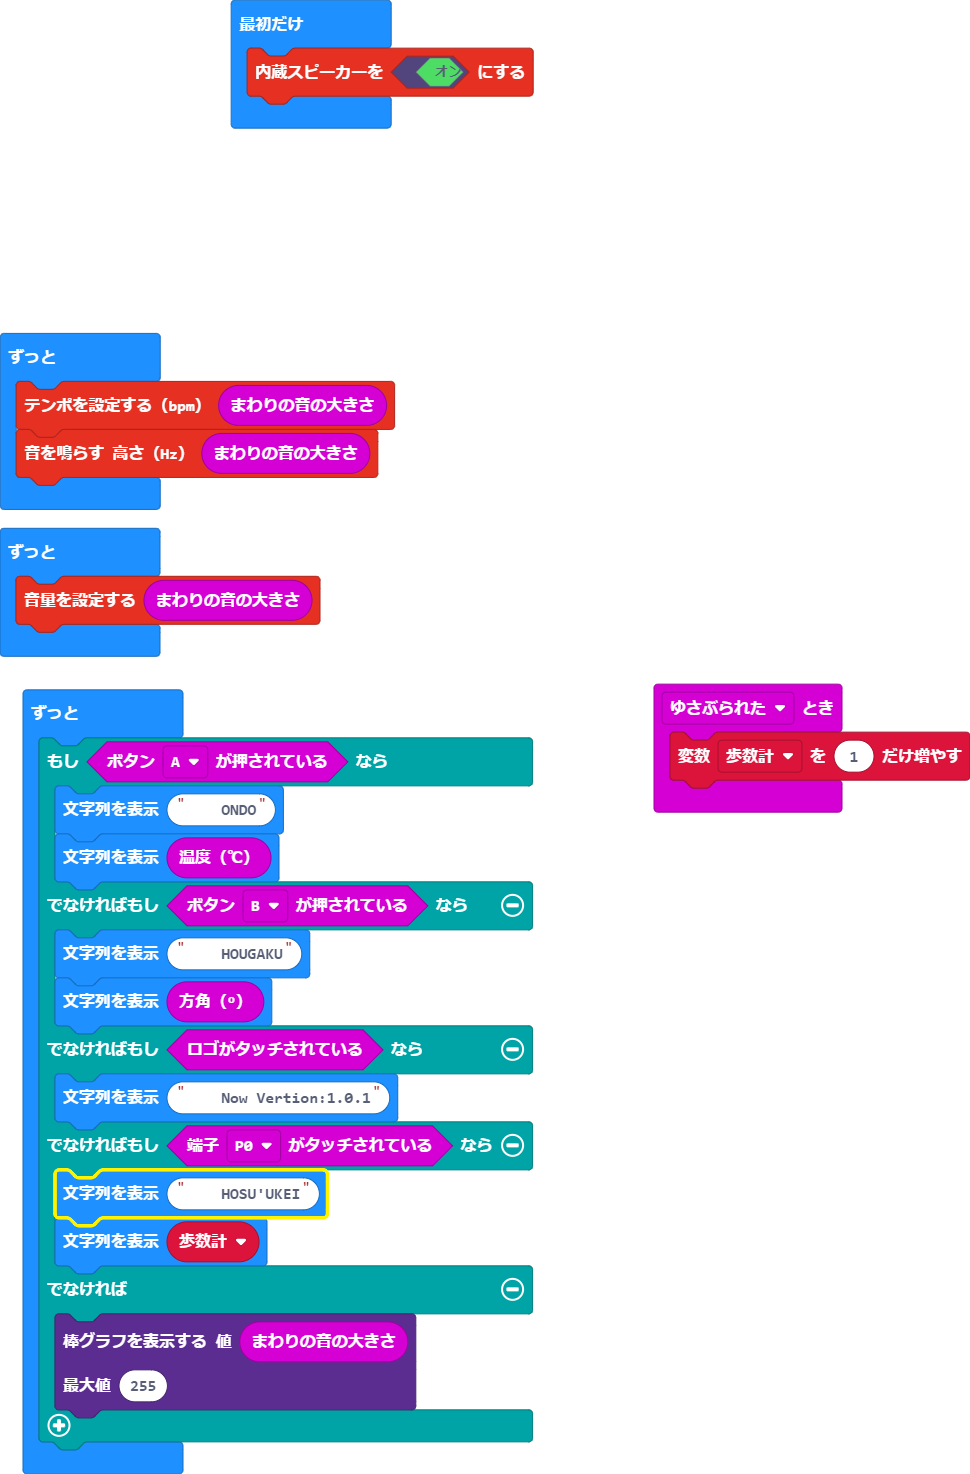 最初だけ
内蔵スピーカーを オン にする
ずっと
テンポを設定する（bpm） まわりの音の大きさ
音を鳴らす 高さ（Hz） まわりの音の大きさ
ずっと
音量を設定する まわりの音の大きさ
ずっと
もし ボタン A が押されている なら
文字列を表示 " ONDO"
文字列を表示 温度（℃）
でなければもし ボタン B が押されている なら
文字列を表示 " HOUGAKU"
文字列を表示 方角（°）
でなければもし ロゴがタッチされている なら
文字列を表示 " Now Vertion:1.0.1"
でなければもし 端子 P0 がタッチされている なら
文字列を表示 " HOSU'UKEI"
文字列を表示 歩数計
でなければ
棒グラフを表示する 値 まわりの音の大きさ
最大値 255
ゆさぶられた とき
変数 歩数計 を 1 だけ増やす